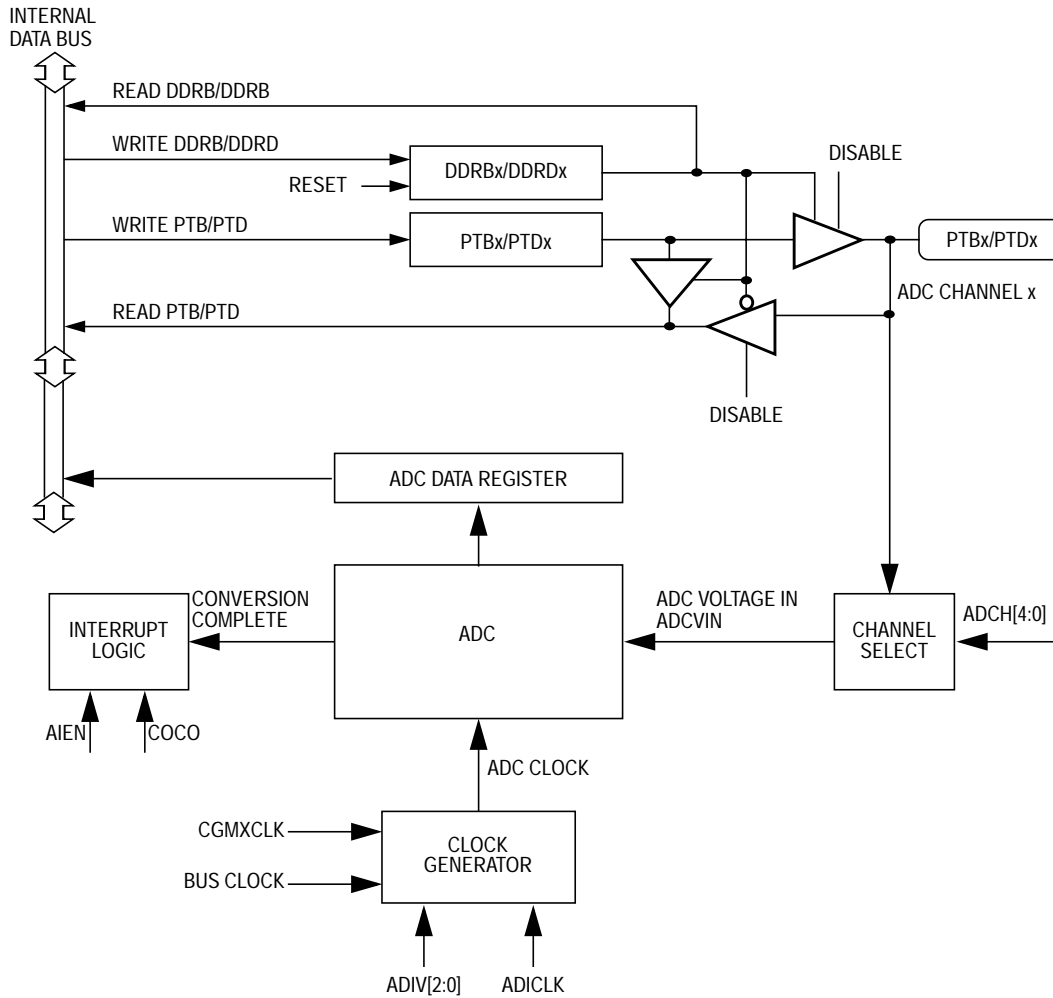 INTERNAL
DATA BUS
READ DDRB/DDRB
WRITE DDRB/DDRD
RESET
DDRBx/DDRDx
DISABLE
WRITE PTB/PTD
PTBx/PTDx
PTBx/PTDx
ADC CHANNEL x
READ PTB/PTD
DISABLE
ADC DATA REGISTER
INTERRUPT
LOGIC
CONVERSION
COMPLETE
ADC
ADC VOLTAGE IN
ADCVIN
CHANNEL
SELECT
ADCH[4:0]
AIEN
COCO
ADC CLOCK
CGMXCLK
BUS CLOCK
CLOCK
GENERATOR
ADIV[2:0]
ADICLK